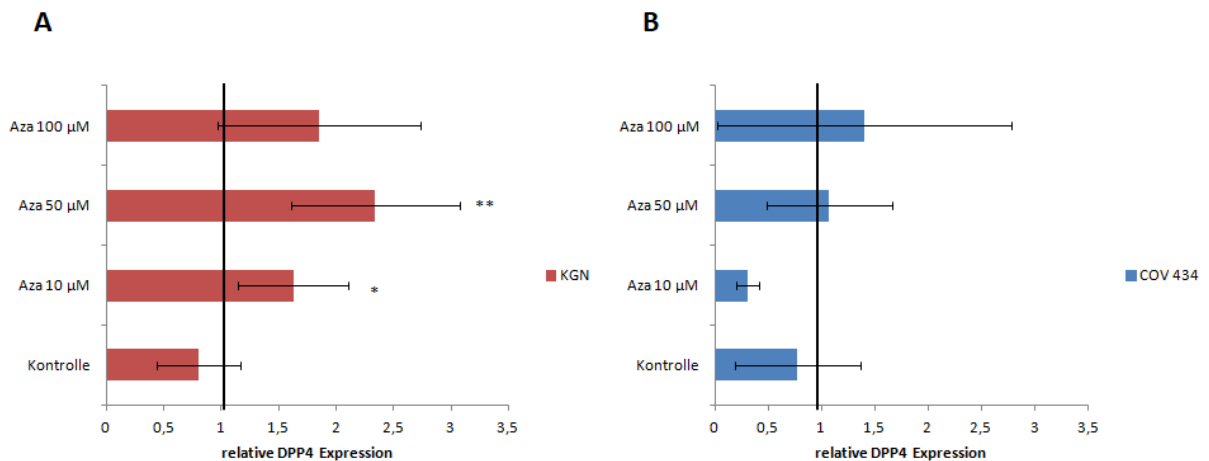 A
Aza 100 µM
Aza 50 µM
**
Aza 10 µM
*
Kontrolle
KGN
0 0,5 1 1,5 2 2,5 3 3,5
relative DPP4 Expression
B
Aza 100 µM
Aza 50 µM
Aza 10 µM
Kontrolle
COV 434
0 0,5 1 1,5 2 2,5 3 3,5
relative DPP4 Expression